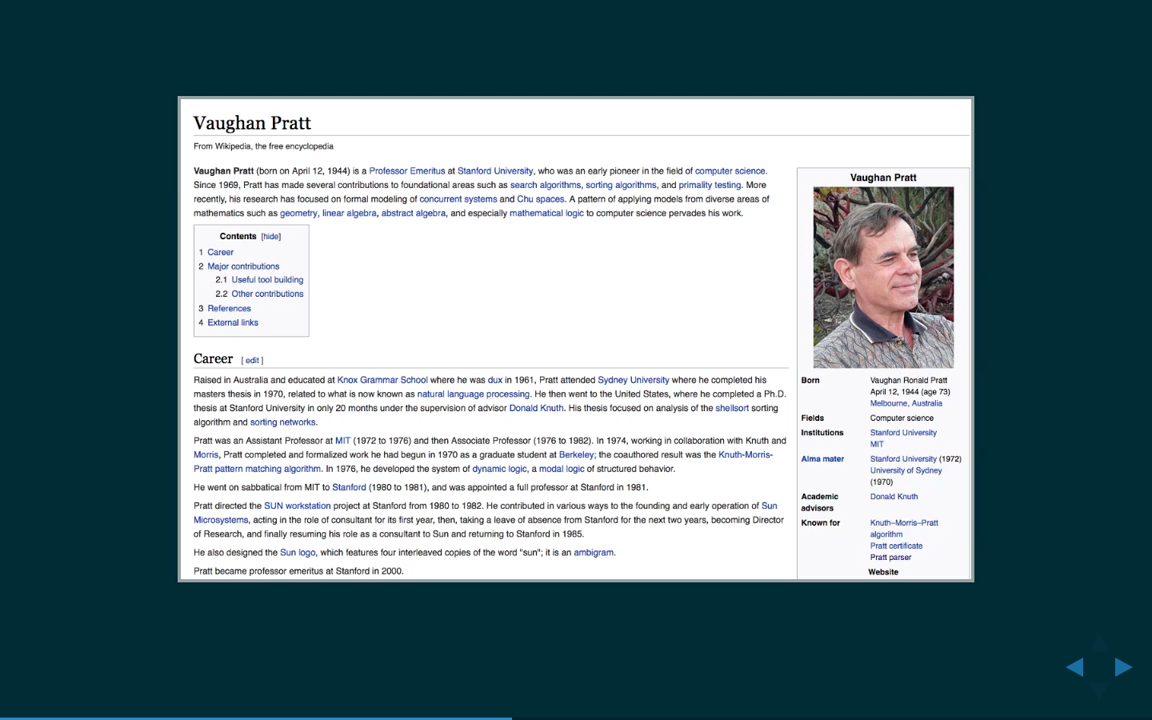 Vaughan Pratt
From Wikipedia, the free encyclopedia
Vaughan Pratt (born on April 12, 1944) is a Professor Emeritus at Stanford University, who was an early pioneer in the field of computer science.
Since 1969, Pratt has made several contributions to foundational areas such as search algorithms, sorting algorithms, and primality testing. More
recently, his research has focused on formal modeling of concurrent systems and Chu spaces. A pattern of applying models from diverse areas of
mathematics such as geometry, linear algebra, abstract algebra, and especially mathematical logic to computer science pervades his work.
Contents [hide]
1 Career
2 Major contributions
2.1 Useful tool building
2.2 Other contributions
3 References
4 External links
Career [ edit ]
Raised in Australia and educated at Knox Grammar School where he was dux in 1961, Pratt attended Sydney University where he completed his
masters thesis in 1970, related to what is now known as natural language processing. He then went to the United States, where he completed a Ph.D.
thesis at Stanford University in only 20 months under the supervision of advisor Donald Knuth. His thesis focused on analysis of the shellsort sorting
algorithm and sorting networks.
Pratt was an Assistant Professor at MIT (1972 to 1976) and then Associate Professor (1976 to 1982). In 1974, working in collaboration with Knuth and
Morris, Pratt completed and formalized work he had begun in 1970 as a graduate student at Berkeley; the coauthored result was the Knuth-Morris-
Pratt pattern matching algorithm. In 1976, he developed the system of dynamic logic, a modal logic of structured behavior.
He went on sabbatical from MIT to Stanford (1980 to 1981), and was appointed a full professor at Stanford in 1981.
Pratt directed the SUN workstation project at Stanford from 1980 to 1982. He contributed in various ways to the founding and early operation of Sun
Microsystems, acting in the role of consultant for its first year, then, taking a leave of absence from Stanford for the next two years, becoming Director
of Research, and finally resuming his role as a consultant to Sun and returning to Stanford in 1985.
He also designed the Sun logo, which features four interleaved copies of the word "sun"; it is an ambigram.
Pratt became professor emeritus at Stanford in 2000.
Vaughan Pratt
Born Vaughan Ronald Pratt
April 12, 1944 (age 73)
Melbourne, Australia
Fields Computer science
Institutions Stanford University
MIT
Alma mater Stanford University (1972)
University of Sydney
(1970)
Academic Donald Knuth
advisors
Known for Knuth–Morris–Pratt
algorithm
Pratt certificate
Pratt parser
Website